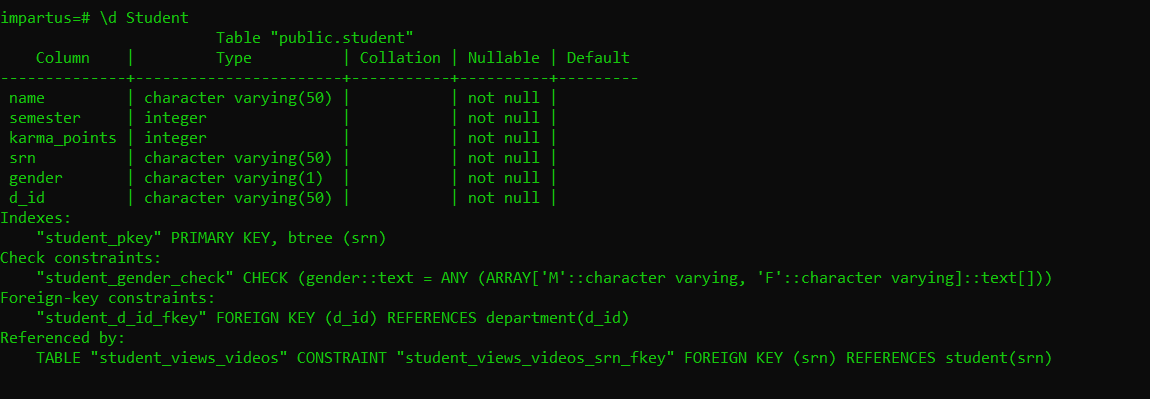 impartus=# \d Student
                        Table "public.student"
    Column    |         Type          | Collation | Nullable | Default
--------------+-----------------------+-----------+----------+---------
 name         | character varying(50) |           | not null |
 semester     | integer               |           | not null |
 karma_points | integer               |           | not null |
 srn          | character varying(50) |           | not null |
 gender       | character varying(1)  |           | not null |
 d_id         | character varying(50) |           | not null |
Indexes:
    "student_pkey" PRIMARY KEY, btree (srn)
Check constraints:
    "student_gender_check" CHECK (gender::text = ANY (ARRAY['M'::character varying, 'F'::character varying]::text[]))
Foreign-key constraints:
    "student_d_id_fkey" FOREIGN KEY (d_id) REFERENCES department(d_id)
Referenced by:
    TABLE "student_views_videos" CONSTRAINT "student_views_videos_srn_fkey" FOREIGN KEY (srn) REFERENCES student(srn)